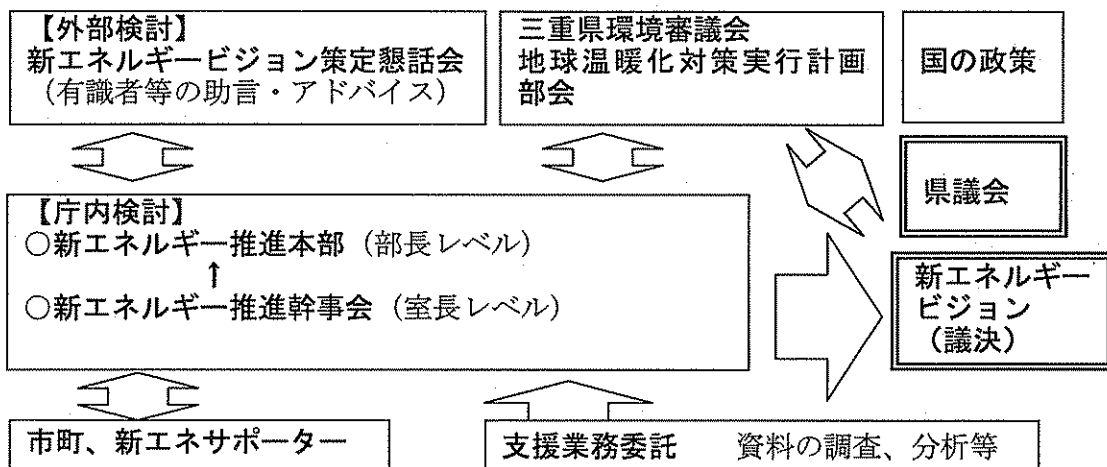 【外部検討】
新エネルギービジョン策定懇話会
（有識者等の助言・アドバイス）
三重県環境審議会
地球温暖化対策実行計画
部会
国の政策
県議会
【庁内検討】
○新エネルギー推進本部（部長レベル）
↑
○新エネルギー推進幹事会（室長レベル）
新エネルギー
ビジョン
（議決）
市町、新エネサポーター
支援業務委託　　資料の調査、分析等